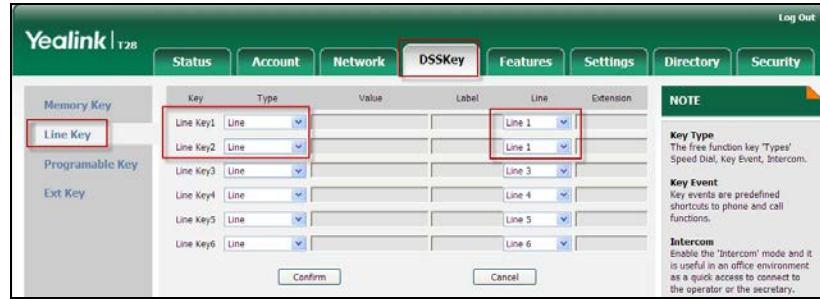 Log Out
Yealink T28
Status Account Network DSSKey Features Settings Directory Security
Memory Key
Line Key
Programable Key
Ext Key
Key Type Value Label Line Extension
Line Key1 Line Line 1
Line Key2 Line Line 1
Line Key3 Line Line 3
Line Key4 Line Line 4
Line Key5 Line Line 5
Line Key6 Line Line 6
Confirm Cancel
NOTE
Key Type
The free function key 'Types'
Speed Dial, Key Event, Intercom.
Key Event
Key events are predefined
shortcuts to phone and call
functions.
Intercom
Enable the 'Intercom' mode and it
is useful in an office environment
as a quick access to connect to
the operator or the secretary.